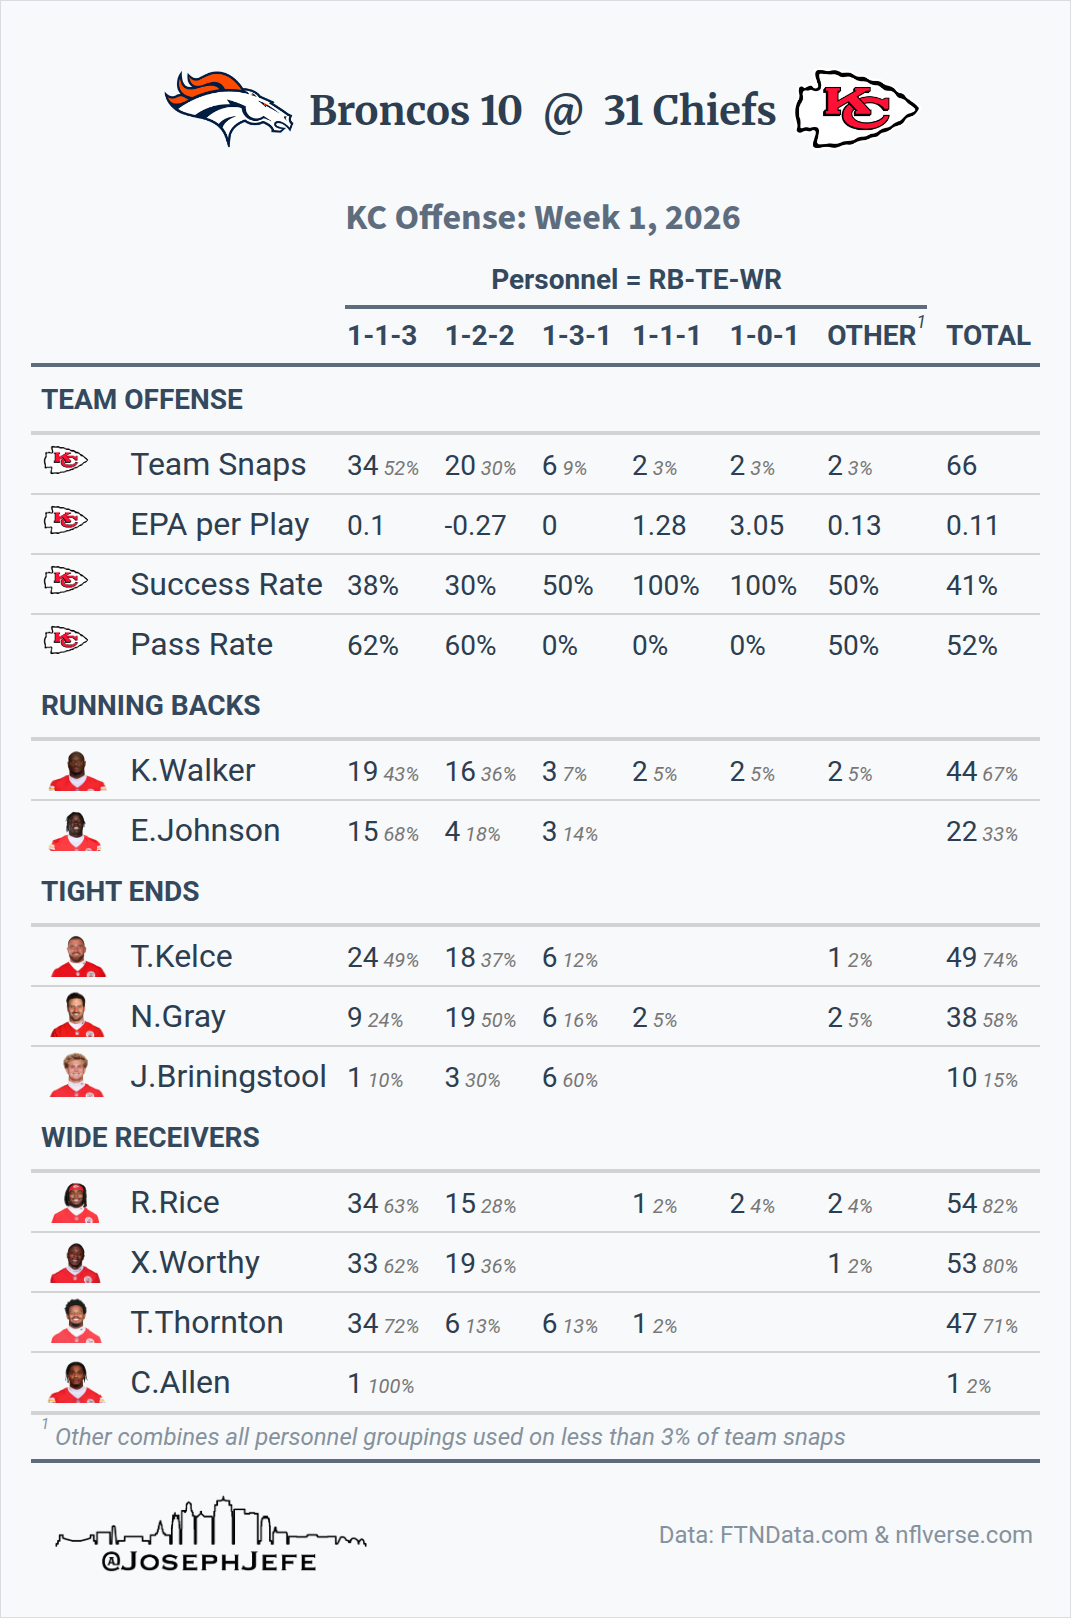 Broncos 10 @ 31 Chiefs
KC
KC Offense: Week 1, 2026
Personnel = RB-TE-WR
1-1-3 1-2-2 1-3-1 1-1-1 1-0-1 OTHER1 TOTAL
TEAM OFFENSE
KC Team Snaps 34 52% 20 30% 6 9% 2 3% 2 3% 2 3% 66
KC EPA per Play 0.1 -0.27 0 1.28 3.05 0.13 0.11
KC Success Rate 38% 30% 50% 100% 100% 50% 41%
KC Pass Rate 62% 60% 0% 0% 0% 50% 52%
RUNNING BACKS
K.Walker 19 43% 16 36% 3 7% 2 5% 2 5% 2 5% 44 67%
E.Johnson 15 68% 4 18% 3 14% 22 33%
TIGHT ENDS
T.Kelce 24 49% 18 37% 6 12% 1 2% 49 74%
N.Gray 9 24% 19 50% 6 16% 2 5% 2 5% 38 58%
J.Briningstool 1 10% 3 30% 6 60% 10 15%
WIDE RECEIVERS
R.Rice 34 63% 15 28% 1 2% 2 4% 2 4% 54 82%
X.Worthy 33 62% 19 36% 1 2% 53 80%
T.Thornton 34 72% 6 13% 6 13% 1 2% 47 71%
C.Allen 1 100% 1 2%
1 Other combines all personnel groupings used on less than 3% of team snaps
@JOSEPHJEFE
Data: FTNData.com & nflverse.com